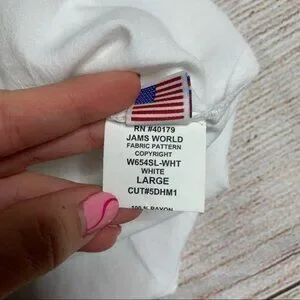 RN #40179
JAMS WORLD
FABRIC PATTERN
COPYRIGHT
W654SL-WHT
WHITE
LARGE
CUT#5DHM1
100 % RAYON